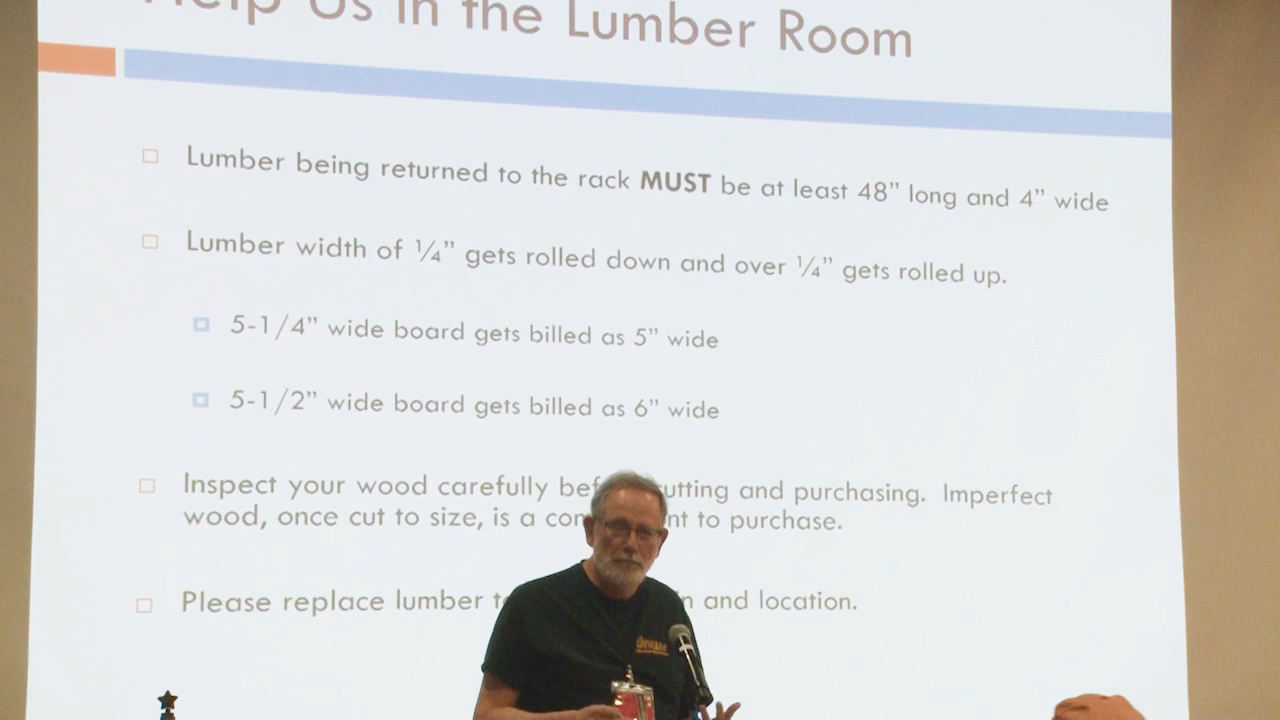 Help Us in the Lumber Room
Lumber being returned to the rack MUST be at least 48” long and 4” wide
Lumber width of ¼” gets rolled down and over ¼” gets rolled up.
5-1/4” wide board gets billed as 5” wide
5-1/2” wide board gets billed as 6” wide
Inspect your wood carefully utting and purchasing. Imperfect
wood, once cut to size, is a to purchase.
Please replace lumber and location.